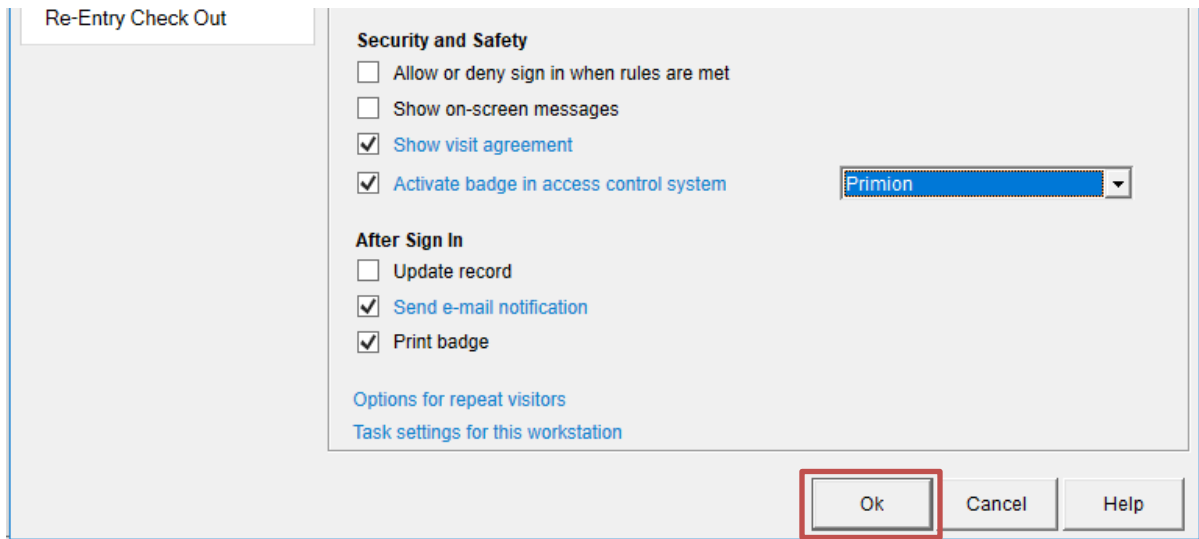 Re-Entry Check Out
Security and Safety
Allow or deny sign in when rules are met
Show on-screen messages
Show visit agreement
Activate badge in access control system Primion
After Sign In
Update record
Send e-mail notification
Print badge
Options for repeat visitors
Task settings for this workstation
Ok Cancel Help